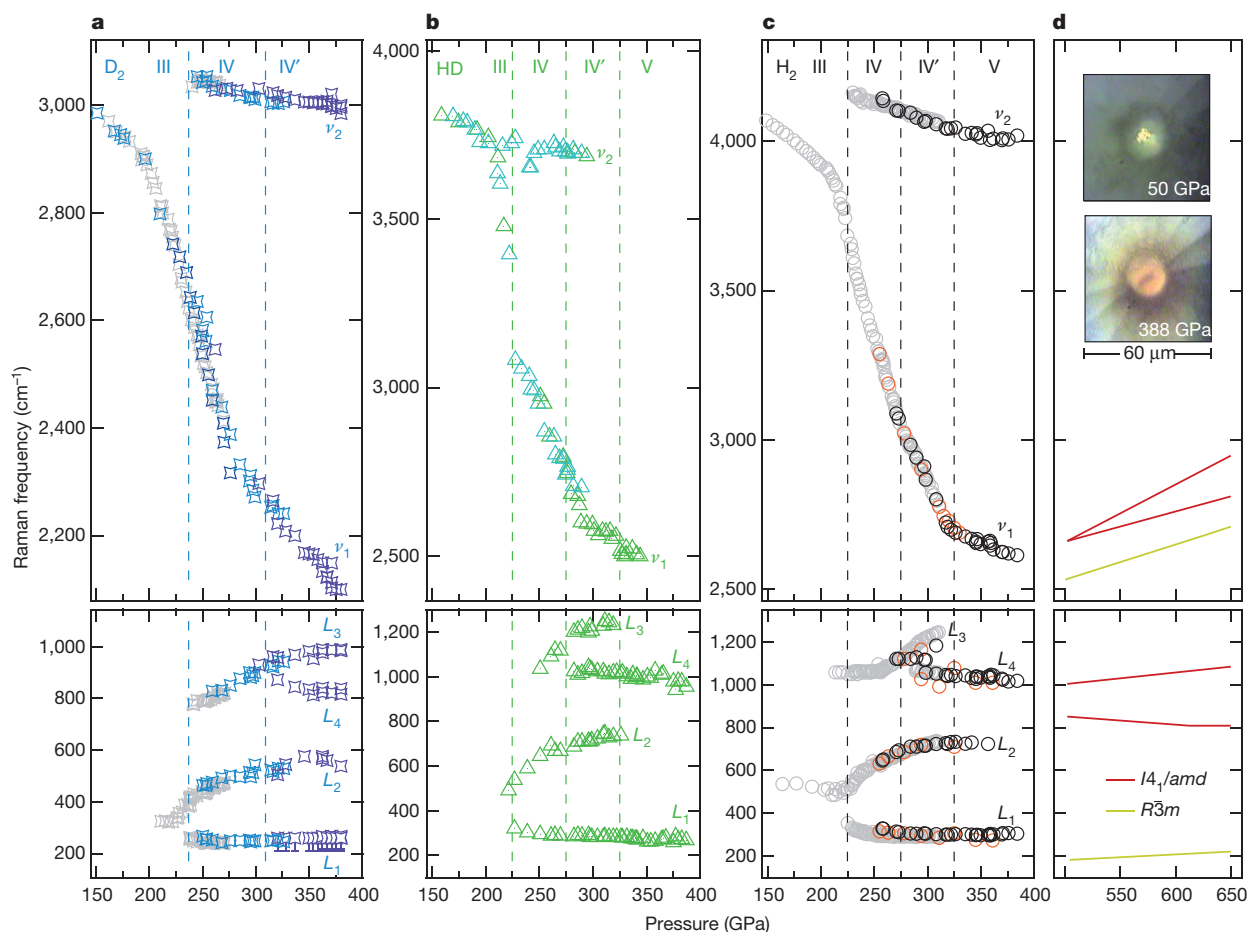 a
b
c
d
D₂ III IV IV′
HD III IV IV′ V
H₂ III IV IV′ V
4,000
3,500
3,000
2,500
3,000
2,800
2,600
2,400
2,200
4,000
3,500
3,000
2,500
ν₂
ν₁
ν₂
ν₁
ν₂
ν₁
50 GPa
388 GPa
60 µm
Raman frequency (cm⁻¹)
1,000
800
600
400
200
L₃
L₄
L₂
L₁
1,200
1,000
800
600
400
200
L₃
L₄
L₂
L₁
1,200
1,000
800
600
400
200
L₃
L₄
L₂
L₁
I4₁/amd
R3̄m
150 200 250 300 350 400
150 200 250 300 350 400
150 200 250 300 350 400
550 600 650
Pressure (GPa)